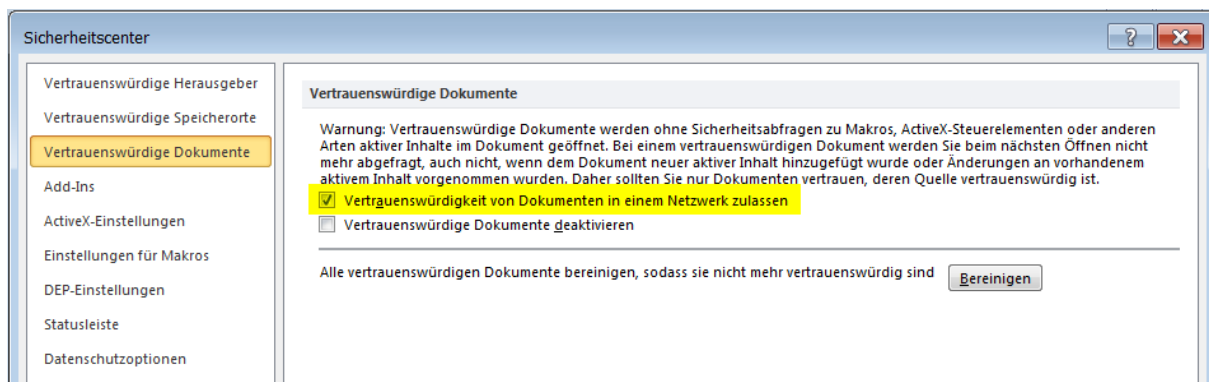 Sicherheitscenter
Vertrauenswürdige Herausgeber
Vertrauenswürdige Speicherorte
Vertrauenswürdige Dokumente
Add-Ins
ActiveX-Einstellungen
Einstellungen für Makros
DEP-Einstellungen
Statusleiste
Datenschutzoptionen
Vertrauenswürdige Dokumente
Warnung: Vertrauenswürdige Dokumente werden ohne Sicherheitsabfragen zu Makros, ActiveX-Steuerelementen oder anderen
Arten aktiver Inhalte im Dokument geöffnet. Bei einem vertrauenswürdigen Dokument werden Sie beim nächsten Öffnen nicht
mehr abgefragt, auch nicht, wenn dem Dokument neuer aktiver Inhalt hinzugefügt wurde oder Änderungen an vorhandenem
aktivem Inhalt vorgenommen wurden. Daher sollten Sie nur Dokumenten vertrauen, deren Quelle vertrauenswürdig ist.
Vertrauenswürdigkeit von Dokumenten in einem Netzwerk zulassen
Vertrauenswürdige Dokumente deaktivieren
Alle vertrauenswürdigen Dokumente bereinigen, sodass sie nicht mehr vertrauenswürdig sind
Bereinigen